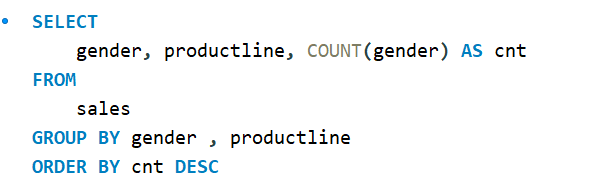 SELECT
gender, productline, COUNT(gender) AS cnt
FROM
sales
GROUP BY gender , productline
ORDER BY cnt DESC